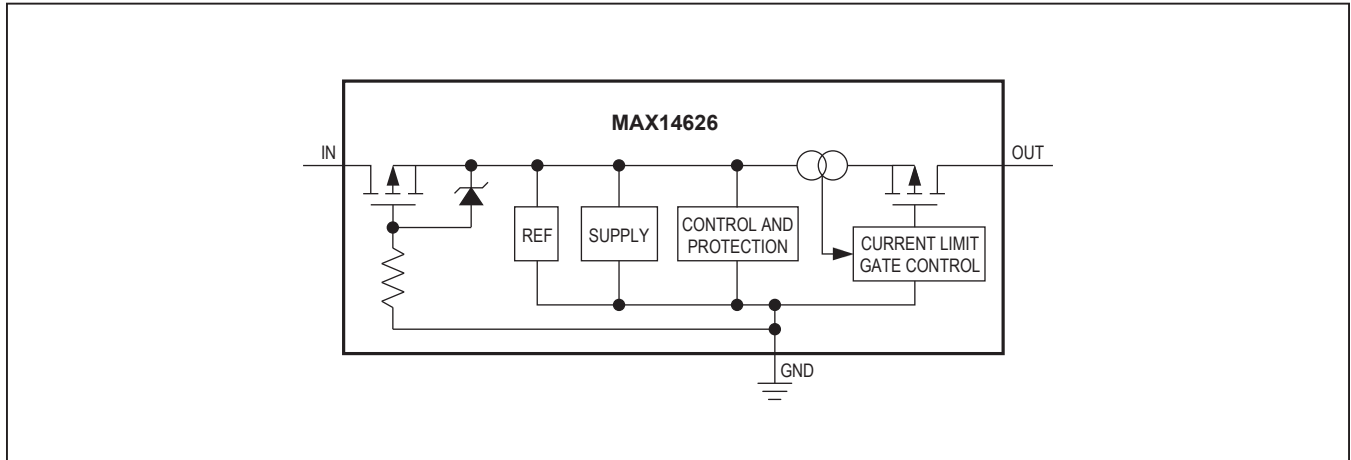 MAX14626
IN
OUT
REF
SUPPLY
CONTROL AND
PROTECTION
CURRENT LIMIT
GATE CONTROL
GND